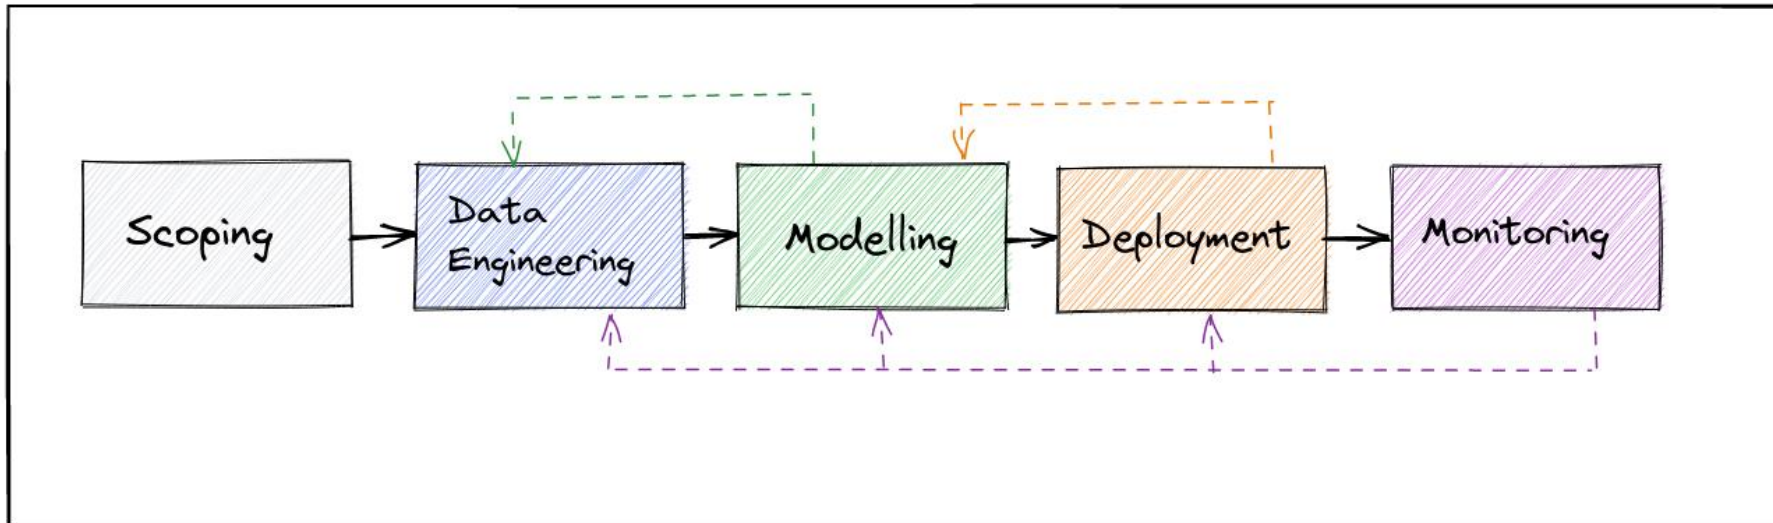 Scoping
Data
Engineering
Modelling
Deployment
Monitoring